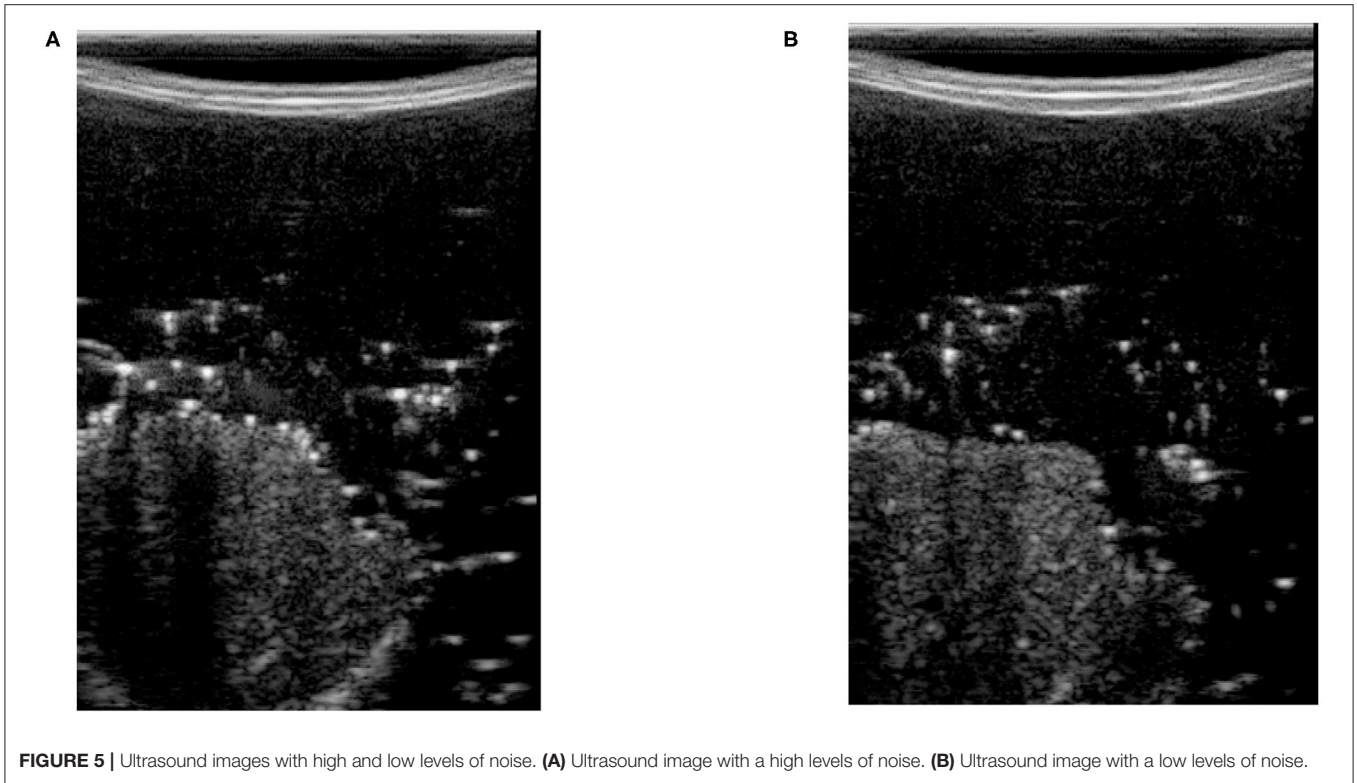 A
B
FIGURE 5 | Ultrasound images with high and low levels of noise. (A) Ultrasound image with a high levels of noise. (B) Ultrasound image with a low levels of noise.